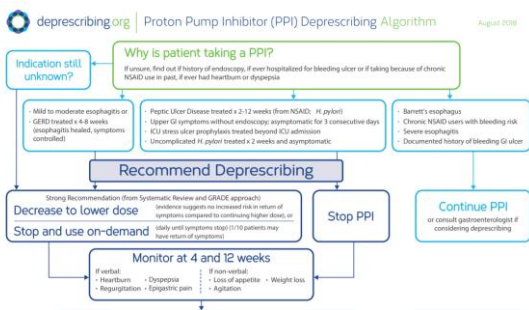 deprescribing.org | Proton Pump Inhibitor (PPI) Deprescribing Algorithm
August 2018
Why is patient taking a PPI?
If unsure, find out if history of endoscopy, if ever hospitalized for bleeding ulcer or if taking because of chronic
NSAID use in past, if ever had heartburn or dyspepsia
Indication still
unknown?
• Mild to moderate esophagitis or
• GERD treated x 4-8 weeks
(esophagitis healed, symptoms
controlled)
• Peptic Ulcer Disease treated x 2-12 weeks (from NSAID; H. pylori)
• Upper GI symptoms without endoscopy; asymptomatic for 3 consecutive days
• ICU stress ulcer prophylaxis treated beyond ICU admission
• Uncomplicated H. pylori treated x 2 weeks and asymptomatic
• Barrett's esophagus
• Chronic NSAID users with bleeding risk
• Severe esophagitis
• Documented history of bleeding GI ulcer
Recommend Deprescribing
Strong Recommendation (from Systematic Review and GRADE approach)
Decrease to lower dose
(evidence suggests no increased risk in return of
symptoms compared to continuing higher dose), or
Stop and use on-demand
(daily until symptoms stop) (1/10 patients may
have return of symptoms)
Stop PPI
Continue PPI
or consult gastroenterologist if
considering deprescribing
Monitor at 4 and 12 weeks
If verbal:
• Heartburn • Dyspepsia
• Regurgitation • Epigastric pain
If non-verbal:
• Loss of appetite • Weight loss
• Agitation